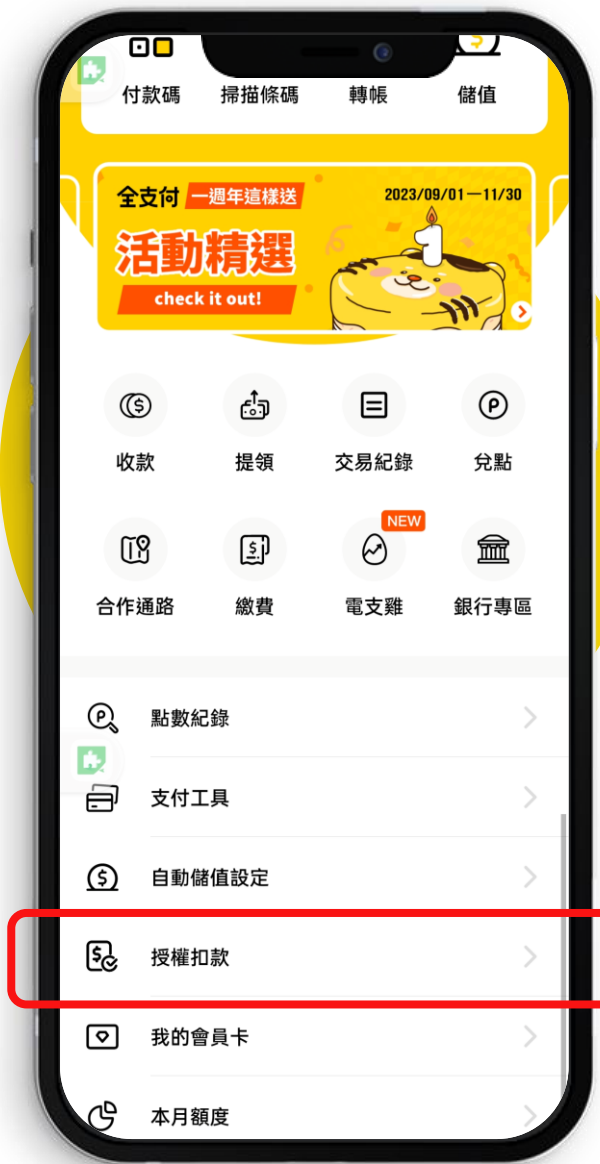 付款碼 掃描條碼 轉帳 儲值
全支付 一週年這樣送 2023/09/01－11/30
活動精選
check it out!
1
收款 提領 交易紀錄 兌點
NEW
合作通路 繳費 電支雞 銀行專區
點數紀錄
支付工具
自動儲值設定
授權扣款
我的會員卡
本月額度